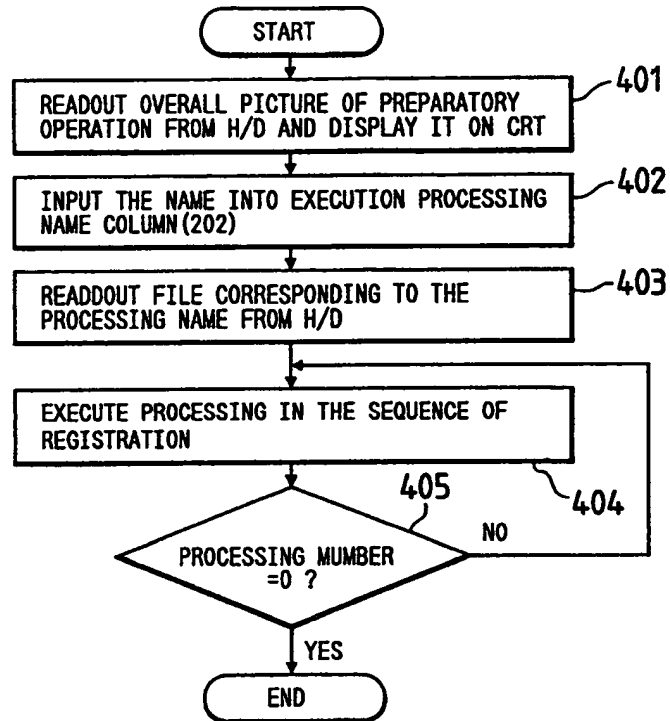 START
READOUT OVERALL PICTURE OF PREPARATORY
OPERATION FROM H/D AND DISPLAY IT ON CRT
401
INPUT THE NAME INTO EXECUTION PROCESSING
NAME COLUMN(202)
402
READDOUT FILE CORRESPONDING TO THE
PROCESSING NAME FROM H/D
403
EXECUTE PROCESSING IN THE SEQUENCE OF
REGISTRATION
404
405
PROCESSING MUMBER
=0 ?
NO
YES
END